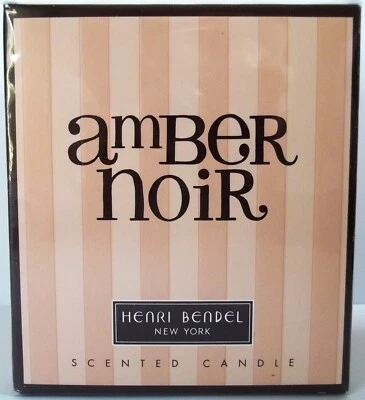 amBER
NOiR
HENRI BENDEL
NEW YORK
SCENTED CANDLE